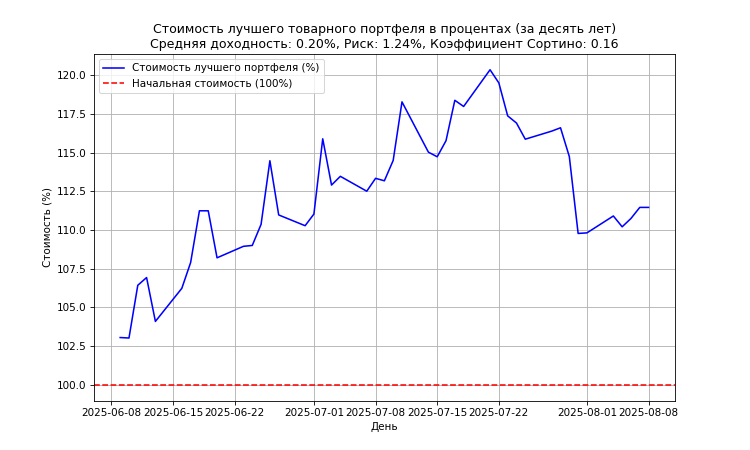 Стоимость лучшего товарного портфеля в процентах (за десять лет)
Средняя доходность: 0.20%, Риск: 1.24%, Коэффициент Сортино: 0.16
Стоимость лучшего портфеля (%)
Начальная стоимость (100%)
Стоимость (%)
120.0
117.5
115.0
112.5
110.0
107.5
105.0
102.5
100.0
2025-06-08 2025-06-15 2025-06-22 2025-07-01 2025-07-08 2025-07-15 2025-07-22 2025-08-01 2025-08-08
День